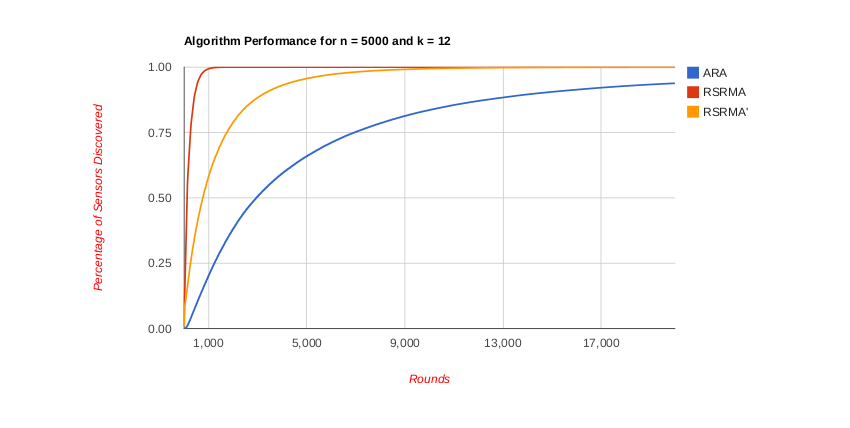 Algorithm Performance for n = 5000 and k = 12
Percentage of Sensors Discovered
1.00
0.75
0.50
0.25
0.00
1,000
5,000
9,000
13,000
17,000
Rounds
ARA
RSRMA
RSRMA'